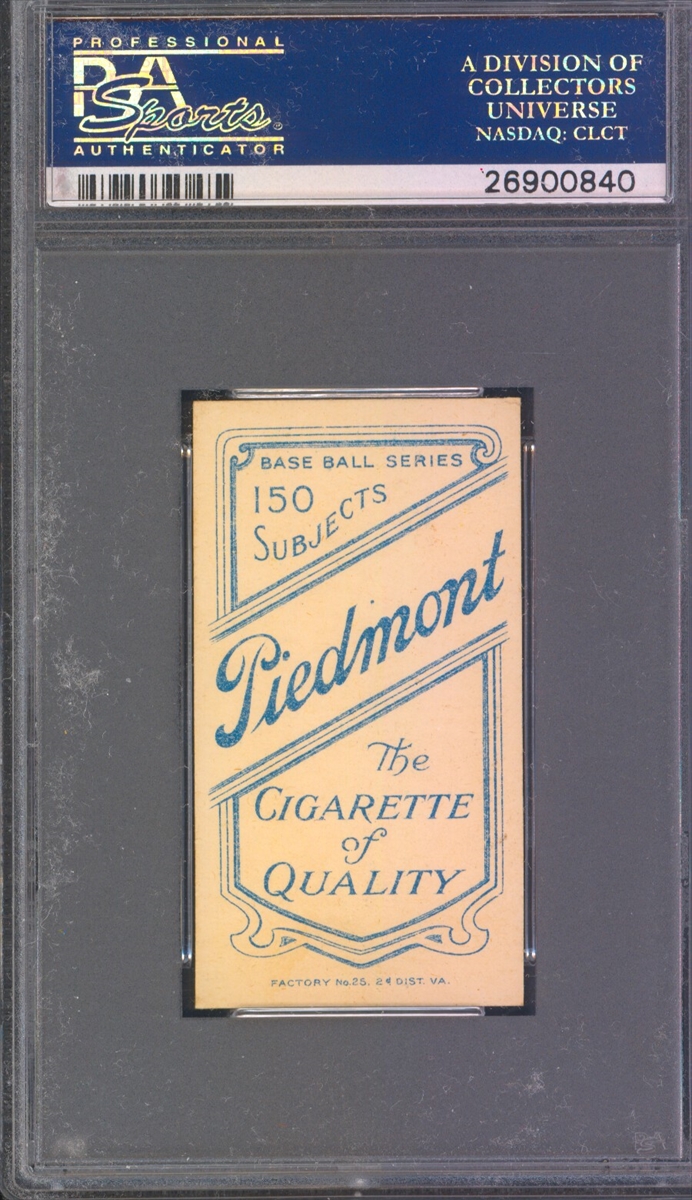 PROFESSIONAL
PSA
Sports
AUTHENTICATOR
A DIVISION OF
COLLECTORS
UNIVERSE
NASDAQ: CLCT
26900840
BASE BALL SERIES
150
SUBJECTS
Piedmont
The
CIGARETTE
of
QUALITY
FACTORY No.25. 2d DIST. VA.